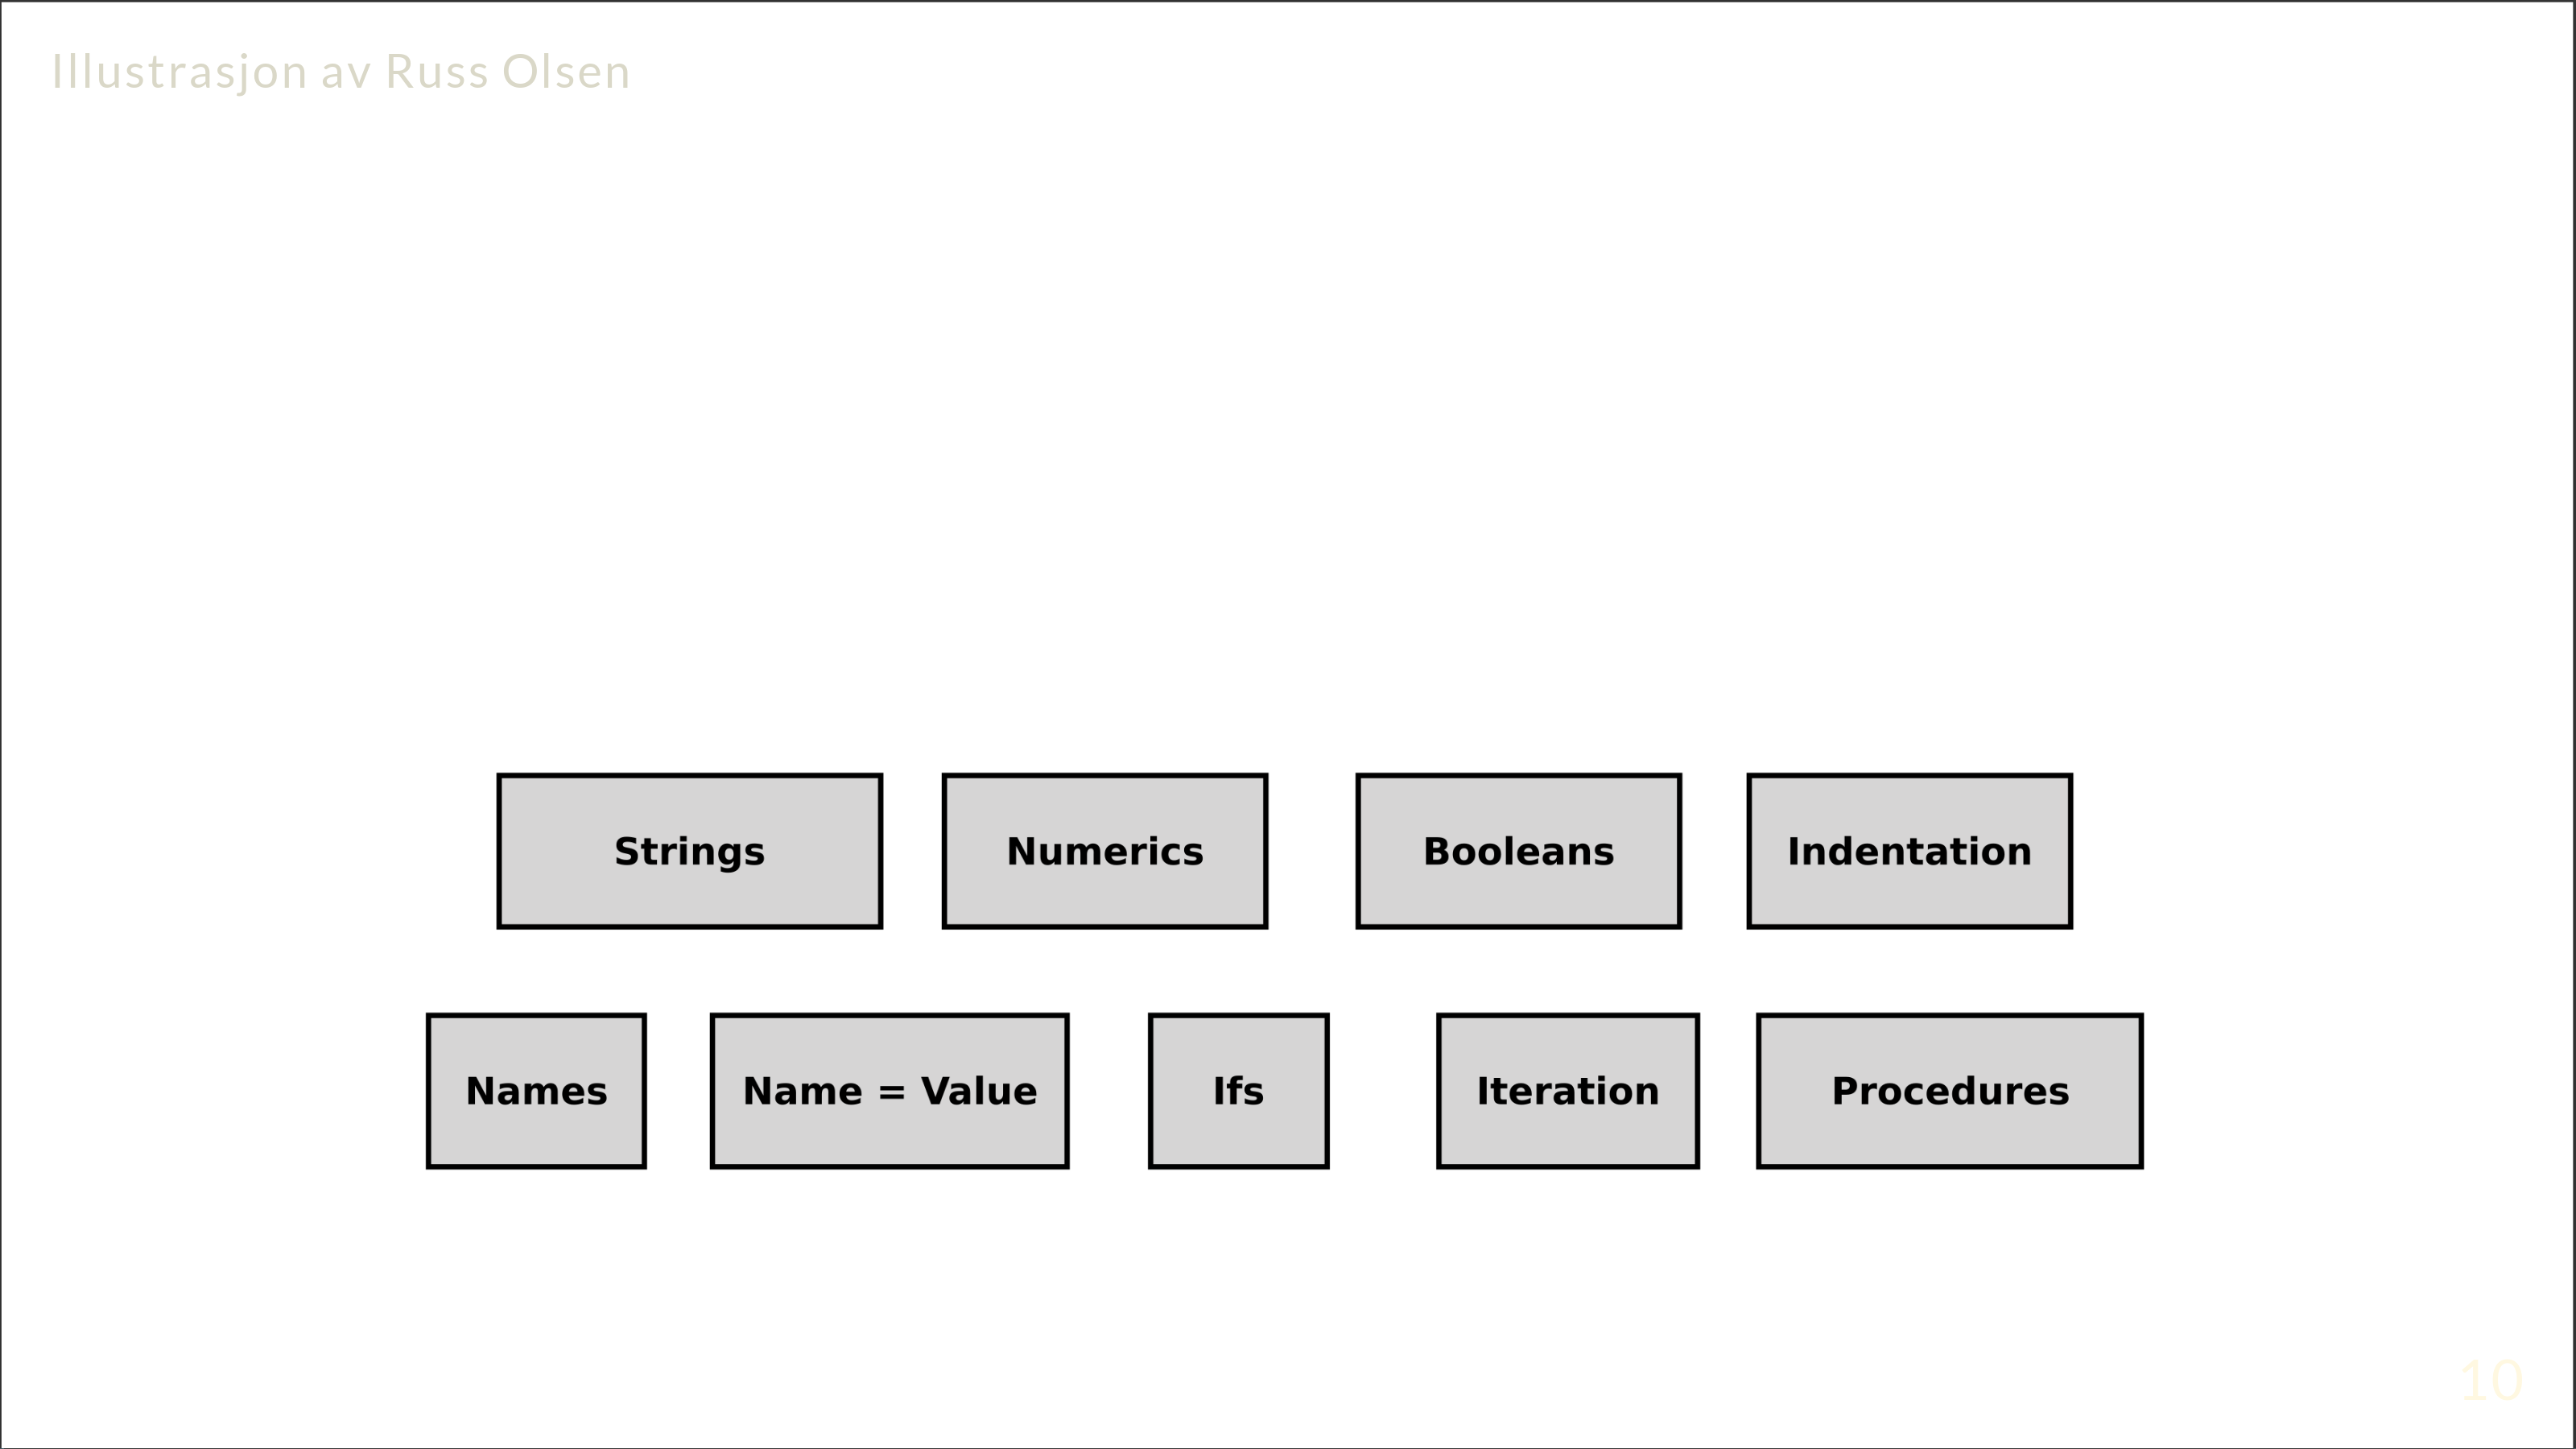 Illustrasjon av Russ Olsen
Strings Numerics Booleans Indentation
Names Name = Value Ifs Iteration Procedures
10